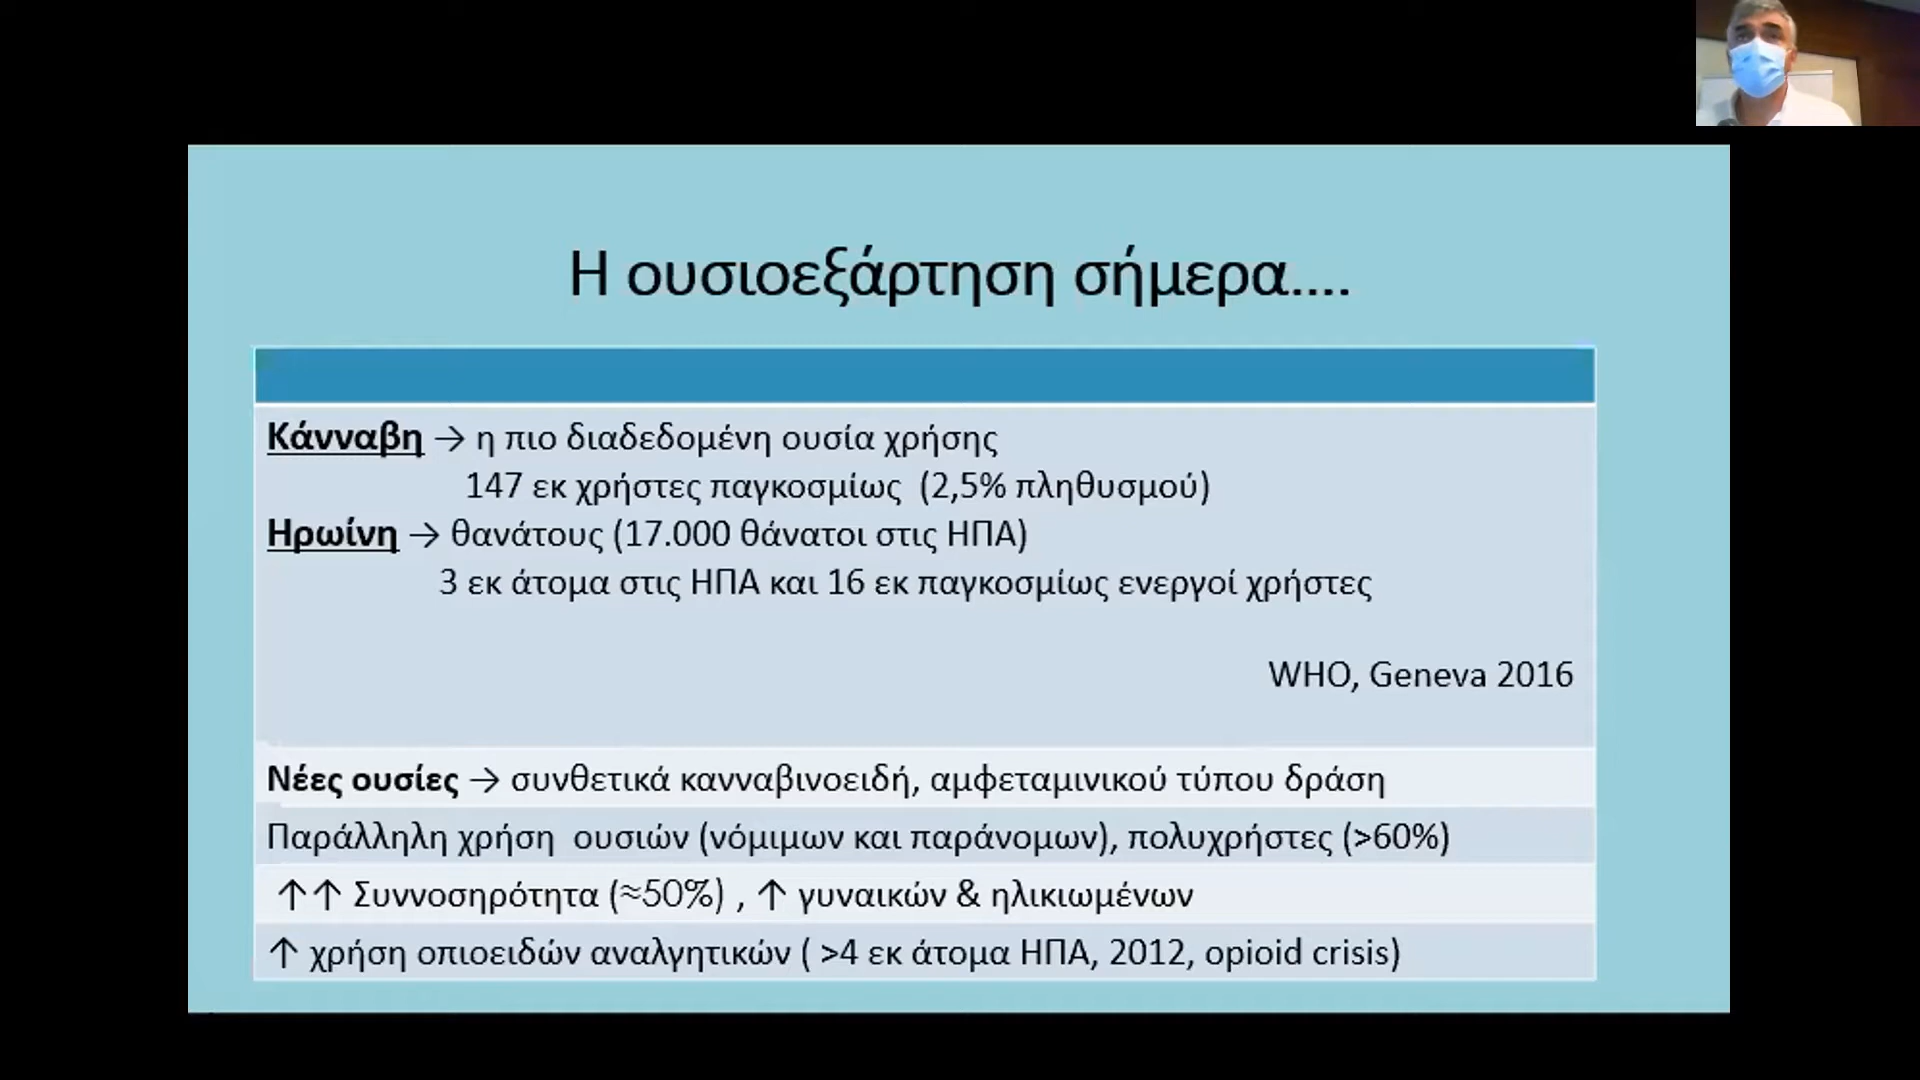 Η ουσιοεξάρτηση σήμερα....
Κάνναβη → η πιο διαδεδομένη ουσία χρήσης
147 εκ χρήστες παγκοσμίως (2,5% πληθυσμού)
Ηρωίνη → θανάτους (17.000 θάνατοι στις ΗΠΑ)
3 εκ άτομα στις ΗΠΑ και 16 εκ παγκοσμίως ενεργοί χρήστες
WHO, Geneva 2016
Νέες ουσίες → συνθετικά κανναβινοειδή, αμφεταμινικού τύπου δράση
Παράλληλη χρήση ουσιών (νόμιμων και παράνομων), πολυχρήστες (>60%)
↑↑ Συννοσηρότητα (≈50%) , ↑ γυναικών & ηλικιωμένων
↑ χρήση οπιοειδών αναλγητικών ( >4 εκ άτομα ΗΠΑ, 2012, opioid crisis)